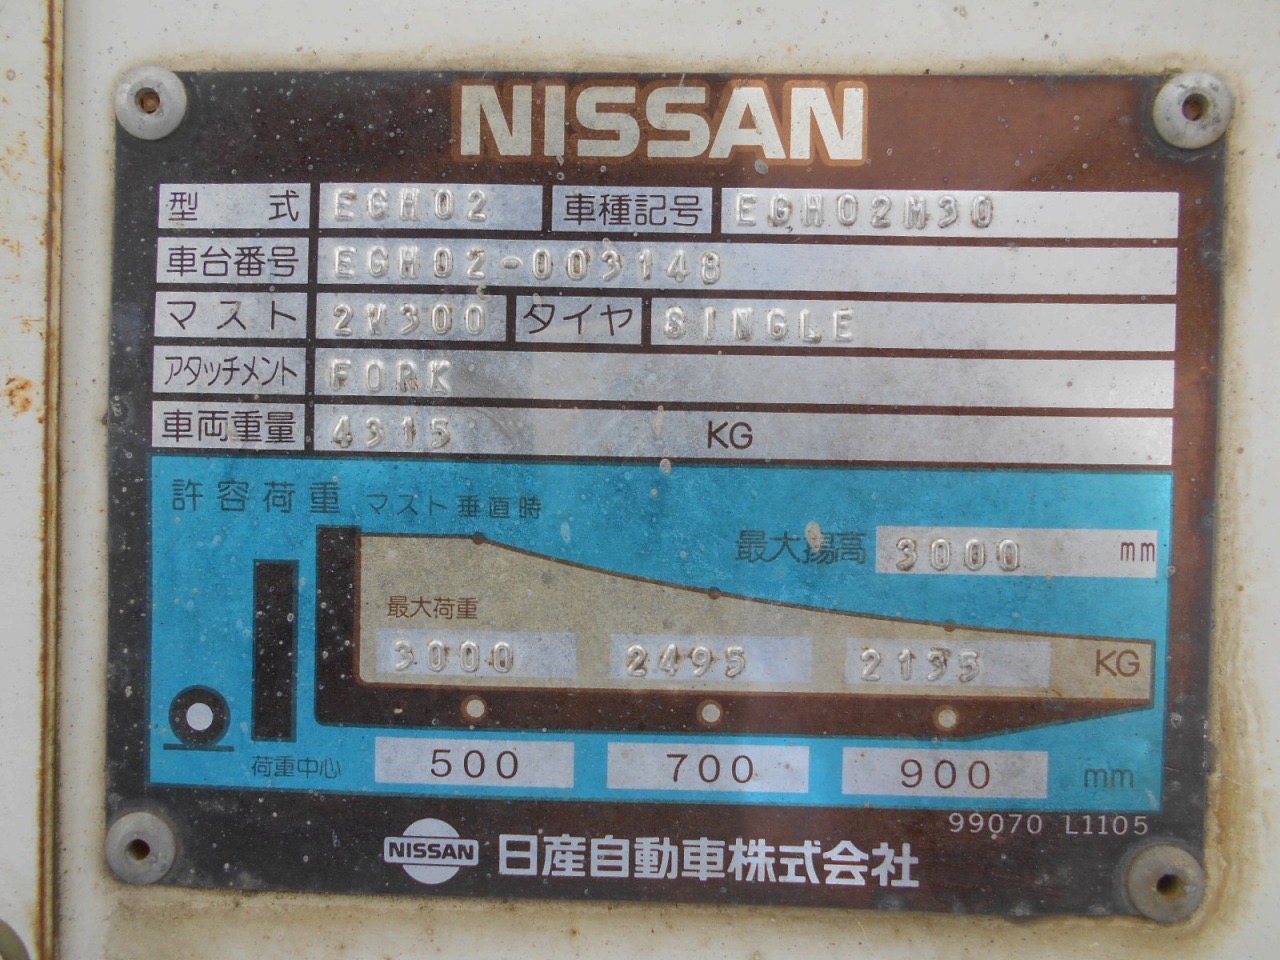 NISSAN
型式 EGH02 車種記号 EGH02M30
車台番号 EGH02-003148
マスト 2W300 タイヤ SINGLE
アタッチメント FORK
車両重量 4315 KG
許容荷重 マスト垂直時
最大揚高 3000 mm
最大荷重
3000 2495 2135 KG
荷重中心 500 700 900 mm
99070 L1105
NISSAN 日産自動車株式会社